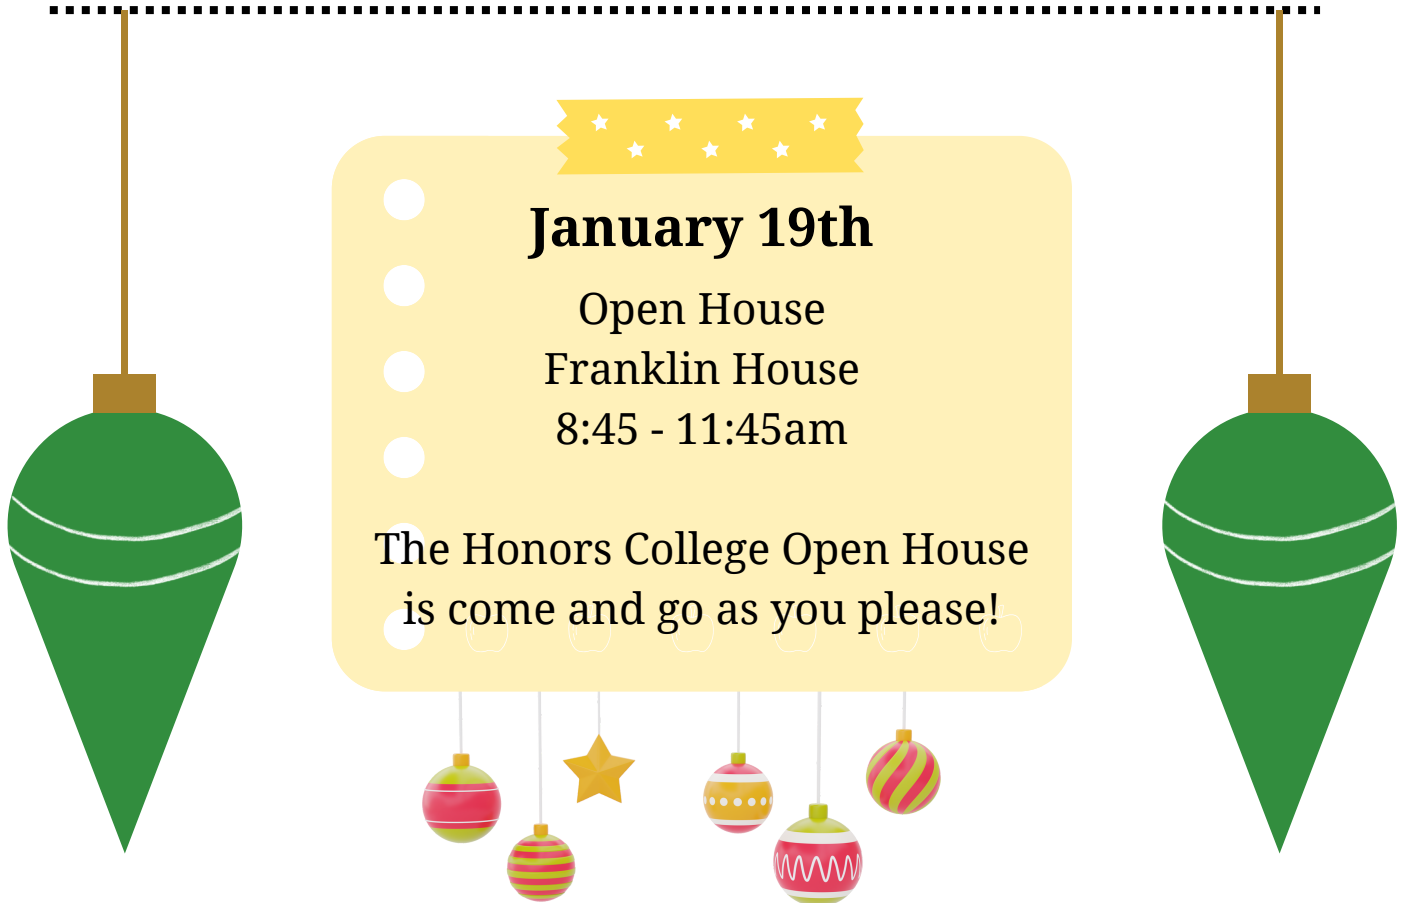 January 19th
Open House
Franklin House
8:45 - 11:45am
The Honors College Open House
is come and go as you please!